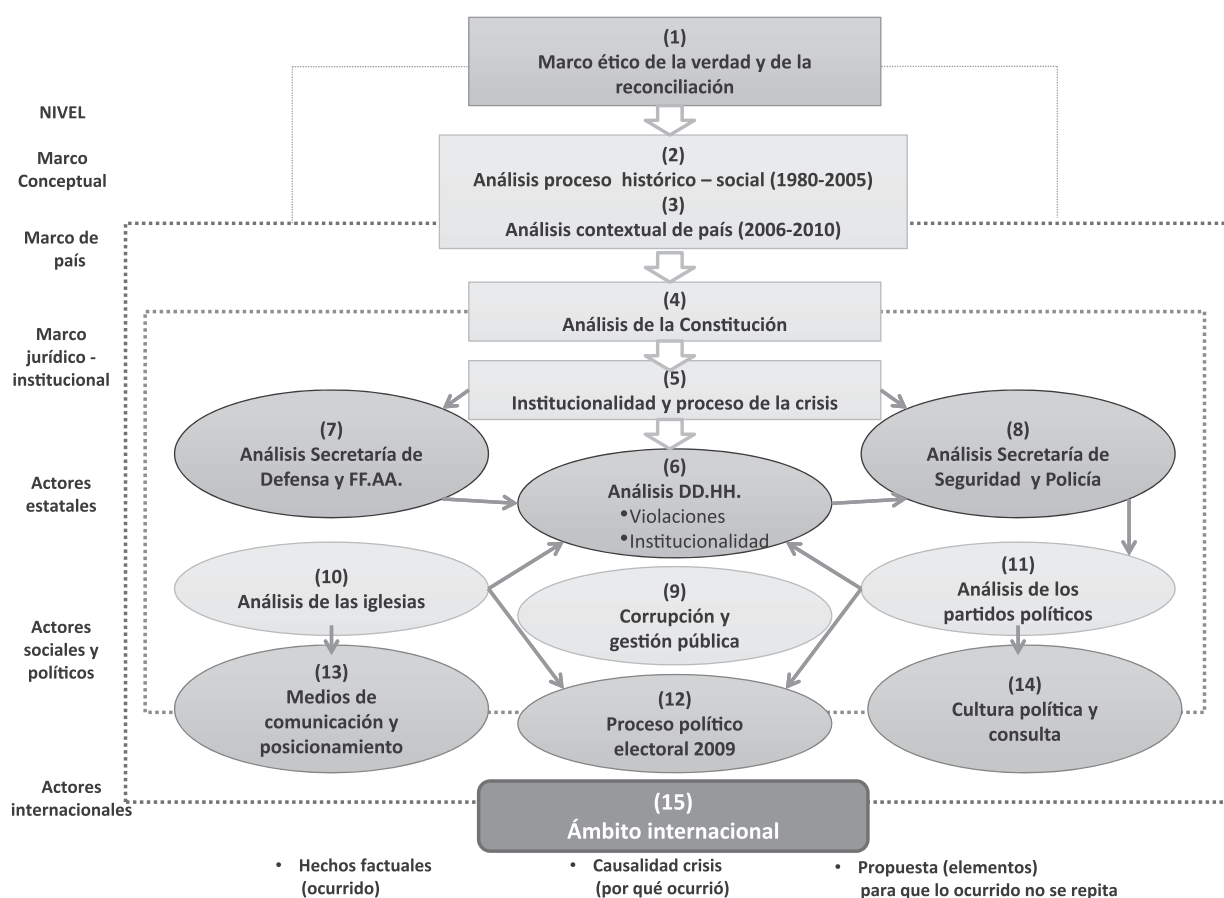 (1)
Marco ético de la verdad y de la
reconciliación
NIVEL
Marco
Conceptual
(2)
Análisis proceso histórico – social (1980-2005)
(3)
Análisis contextual de país (2006-2010)
Marco de
país
(4)
Análisis de la Constitución
Marco
jurídico -
institucional
(5)
Institucionalidad y proceso de la crisis
(7)
Análisis Secretaría de
Defensa y FF.AA.
(8)
Análisis Secretaría de
Seguridad y Policía
(6)
Análisis DD.HH.
•Violaciones
•Institucionalidad
Actores
estatales
(10)
Análisis de las iglesias
(9)
Corrupción y
gestión pública
(11)
Análisis de los
partidos políticos
Actores
sociales y
políticos
(13)
Medios de
comunicación y
posicionamiento
(12)
Proceso político
electoral 2009
(14)
Cultura política y
consulta
Actores
internacionales
(15)
Ámbito internacional
• Hechos factuales
(ocurrido)
• Causalidad crisis
(por qué ocurrió)
• Propuesta (elementos)
para que lo ocurrido no se repita